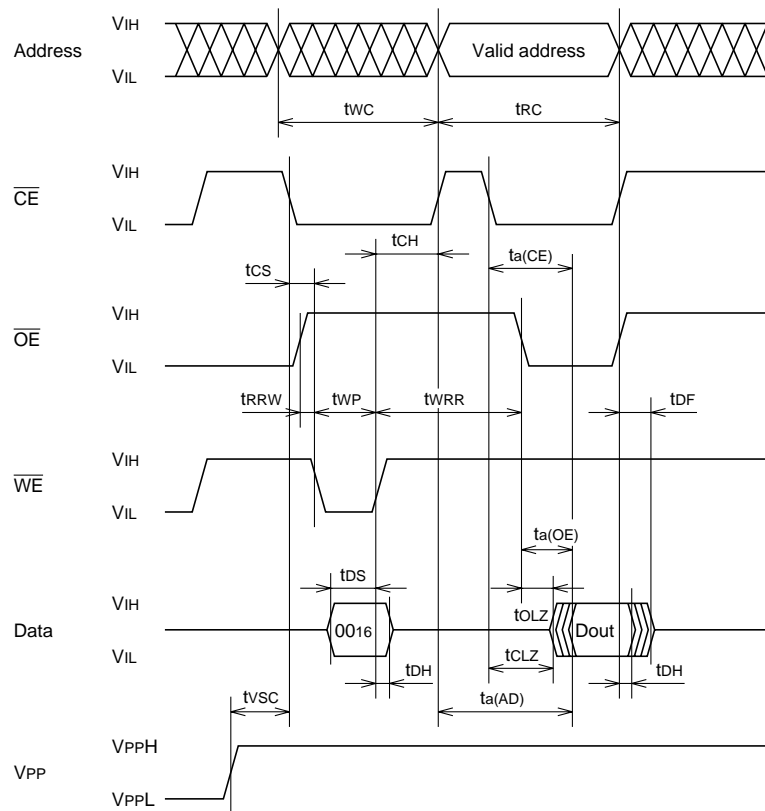 VIH
Address
Valid address
VIL
tWC
tRC
VIH
CE
VIL
tCH
ta(CE)
tCS
VIH
OE
VIL
tRRW
tWP
tWRR
tDF
VIH
WE
VIL
ta(OE)
tDS
VIH
tOLZ
Data
0016
Dout
VIL
tCLZ
tDH
tDH
tVSC
ta(AD)
VPPH
VPP
VPPL